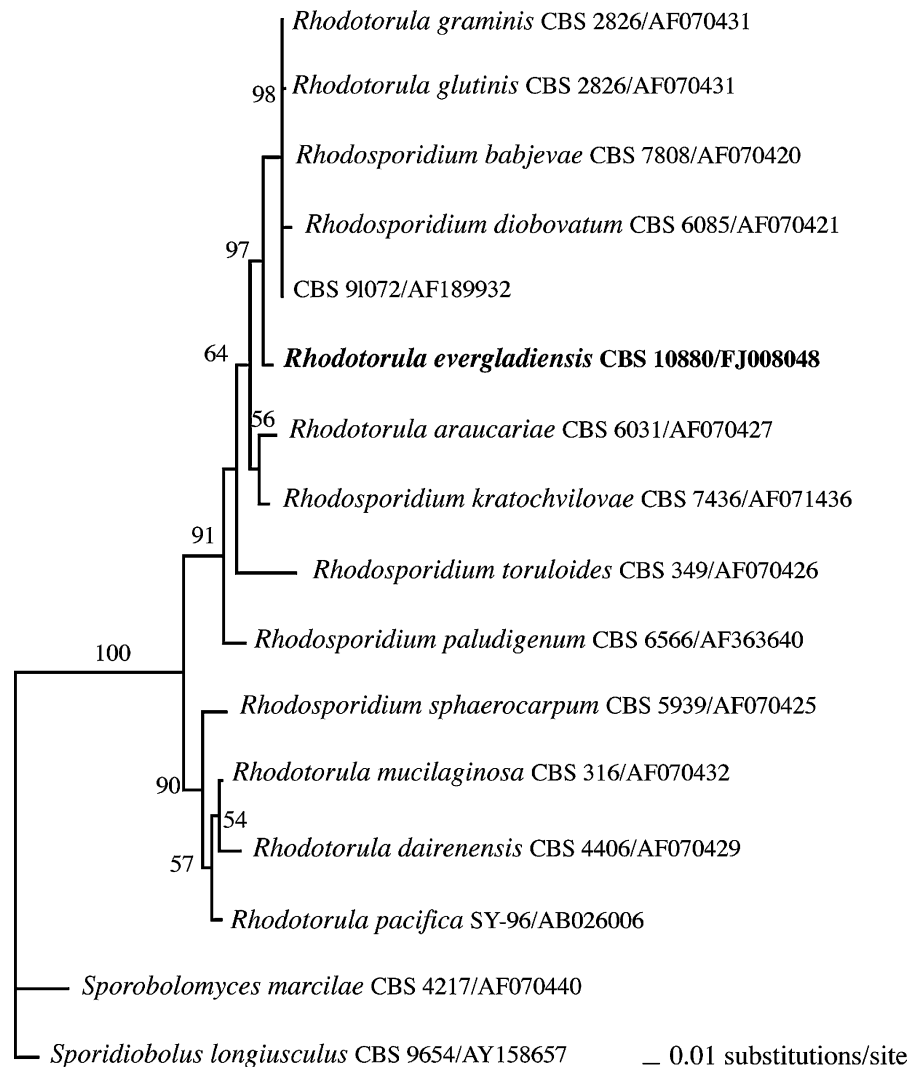 Rhodotorula graminis CBS 2826/AF070431
98
Rhodotorula glutinis CBS 2826/AF070431
Rhodosporidium babjevae CBS 7808/AF070420
Rhodosporidium diobovatum CBS 6085/AF070421
97
CBS 9l072/AF189932
64
Rhodotorula evergladiensis CBS 10880/FJ008048
56
Rhodotorula araucariae CBS 6031/AF070427
Rhodosporidium kratochvilovae CBS 7436/AF071436
91
Rhodosporidium toruloides CBS 349/AF070426
Rhodosporidium paludigenum CBS 6566/AF363640
100
Rhodosporidium sphaerocarpum CBS 5939/AF070425
90
Rhodotorula mucilaginosa CBS 316/AF070432
54
Rhodotorula dairenensis CBS 4406/AF070429
57
Rhodotorula pacifica SY-96/AB026006
Sporobolomyces marcilae CBS 4217/AF070440
Sporidiobolus longiusculus CBS 9654/AY158657
0.01 substitutions/site